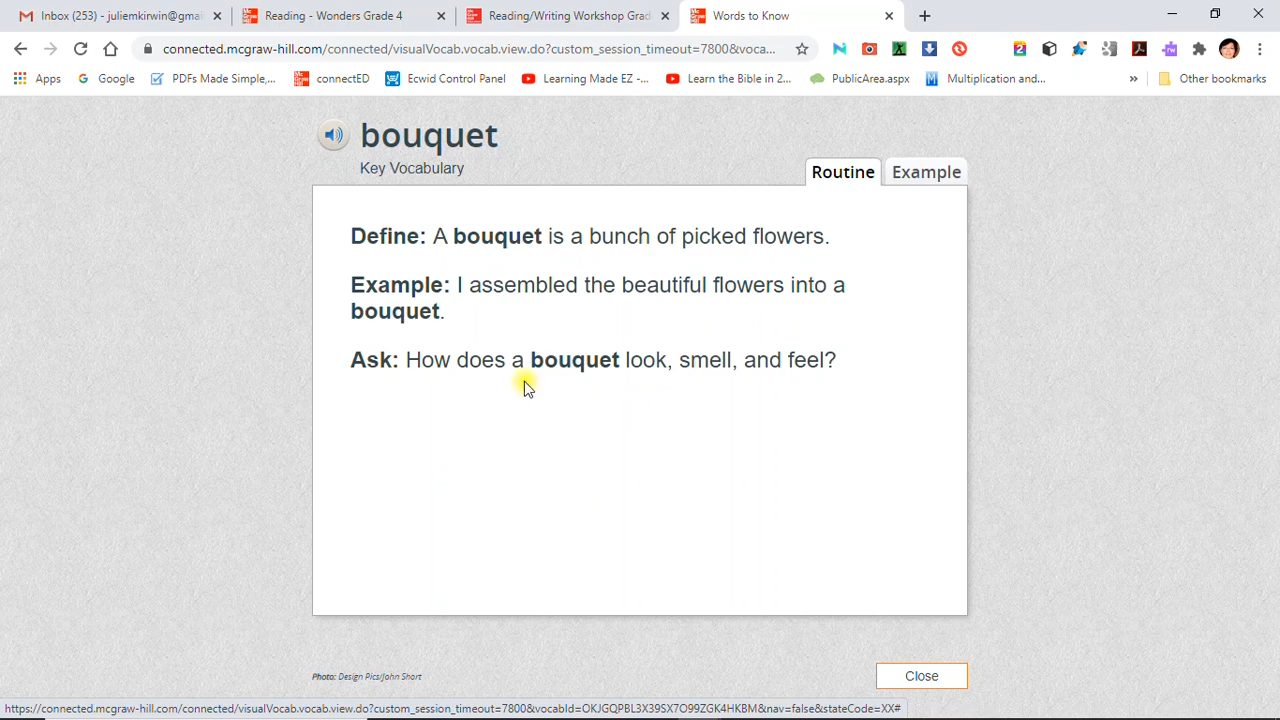 Inbox (253) - juliemkirwin@gma
Reading - Wonders Grade 4
Reading/Writing Workshop Grad
Words to Know
connected.mcgraw-hill.com/connected/visualVocab.vocab.view.do?custom_session_timeout=7800&voca...
Apps
Google
PDFs Made Simple,...
connectED
Ecwid Control Panel
Learning Made EZ -...
Learn the Bible in 2...
PublicArea.aspx
Multiplication and...
»
Other bookmarks
bouquet
Key Vocabulary
Routine
Example
Define: A bouquet is a bunch of picked flowers.
Example: I assembled the beautiful flowers into a
bouquet.
Ask: How does a bouquet look, smell, and feel?
Photo: Design Pics/John Short
Close
https://connected.mcgraw-hill.com/connected/visualVocab.vocab.view.do?custom_session_timeout=7800&vocabId=OKJGQPBL3X39SX7O99ZGK4HKBM&nav=false&stateCode=XX#